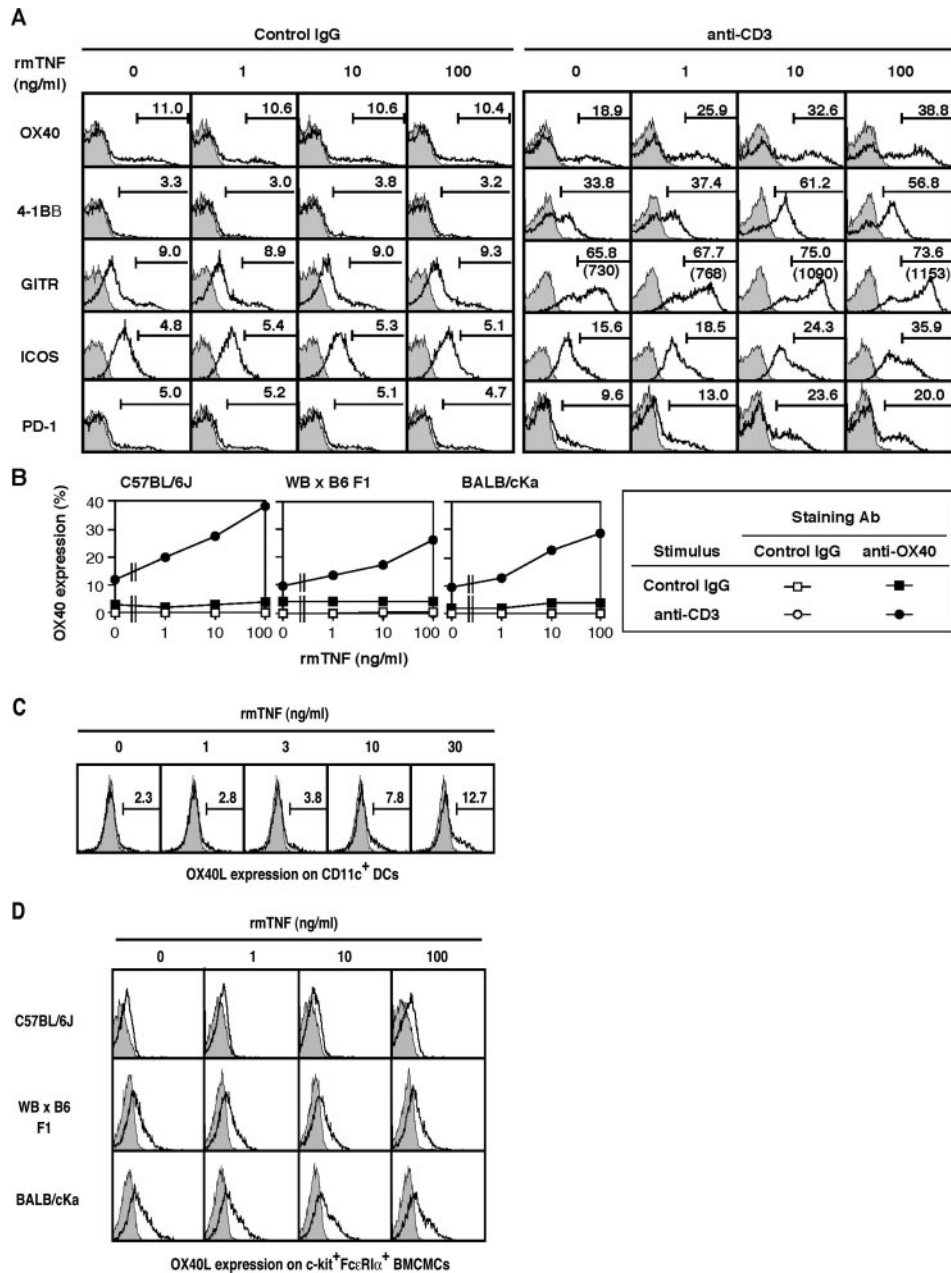 A
Control IgG anti-CD3
rmTNF (ng/ml) 0 1 10 100 0 1 10 100
OX40 11.0 10.6 10.6 10.4 18.9 25.9 32.6 38.8
4-1BB 3.3 3.0 3.8 3.2 33.8 37.4 61.2 56.8
GITR 9.0 8.9 9.0 9.3 65.8 (730) 67.7 (768) 75.0 (1090) 73.6 (1153)
ICOS 4.8 5.4 5.3 5.1 15.6 18.5 24.3 35.9
PD-1 5.0 5.2 5.1 4.7 9.6 13.0 23.6 20.0
B
C57BL/6J WB x B6 F1 BALB/cKa
OX40 expression (%)
40
30
20
10
0
0 1 10 100 0 1 10 100 0 1 10 100
rmTNF (ng/ml)
Staining Ab
Stimulus Control IgG anti-OX40
Control IgG
anti-CD3
C
rmTNF (ng/ml)
0 1 3 10 30
2.3 2.8 3.8 7.8 12.7
OX40L expression on CD11c+ DCs
D
rmTNF (ng/ml)
0 1 10 100
C57BL/6J
WB x B6
F1
BALB/cKa
OX40L expression on c-kit+FcεRIα+ BMCMCs